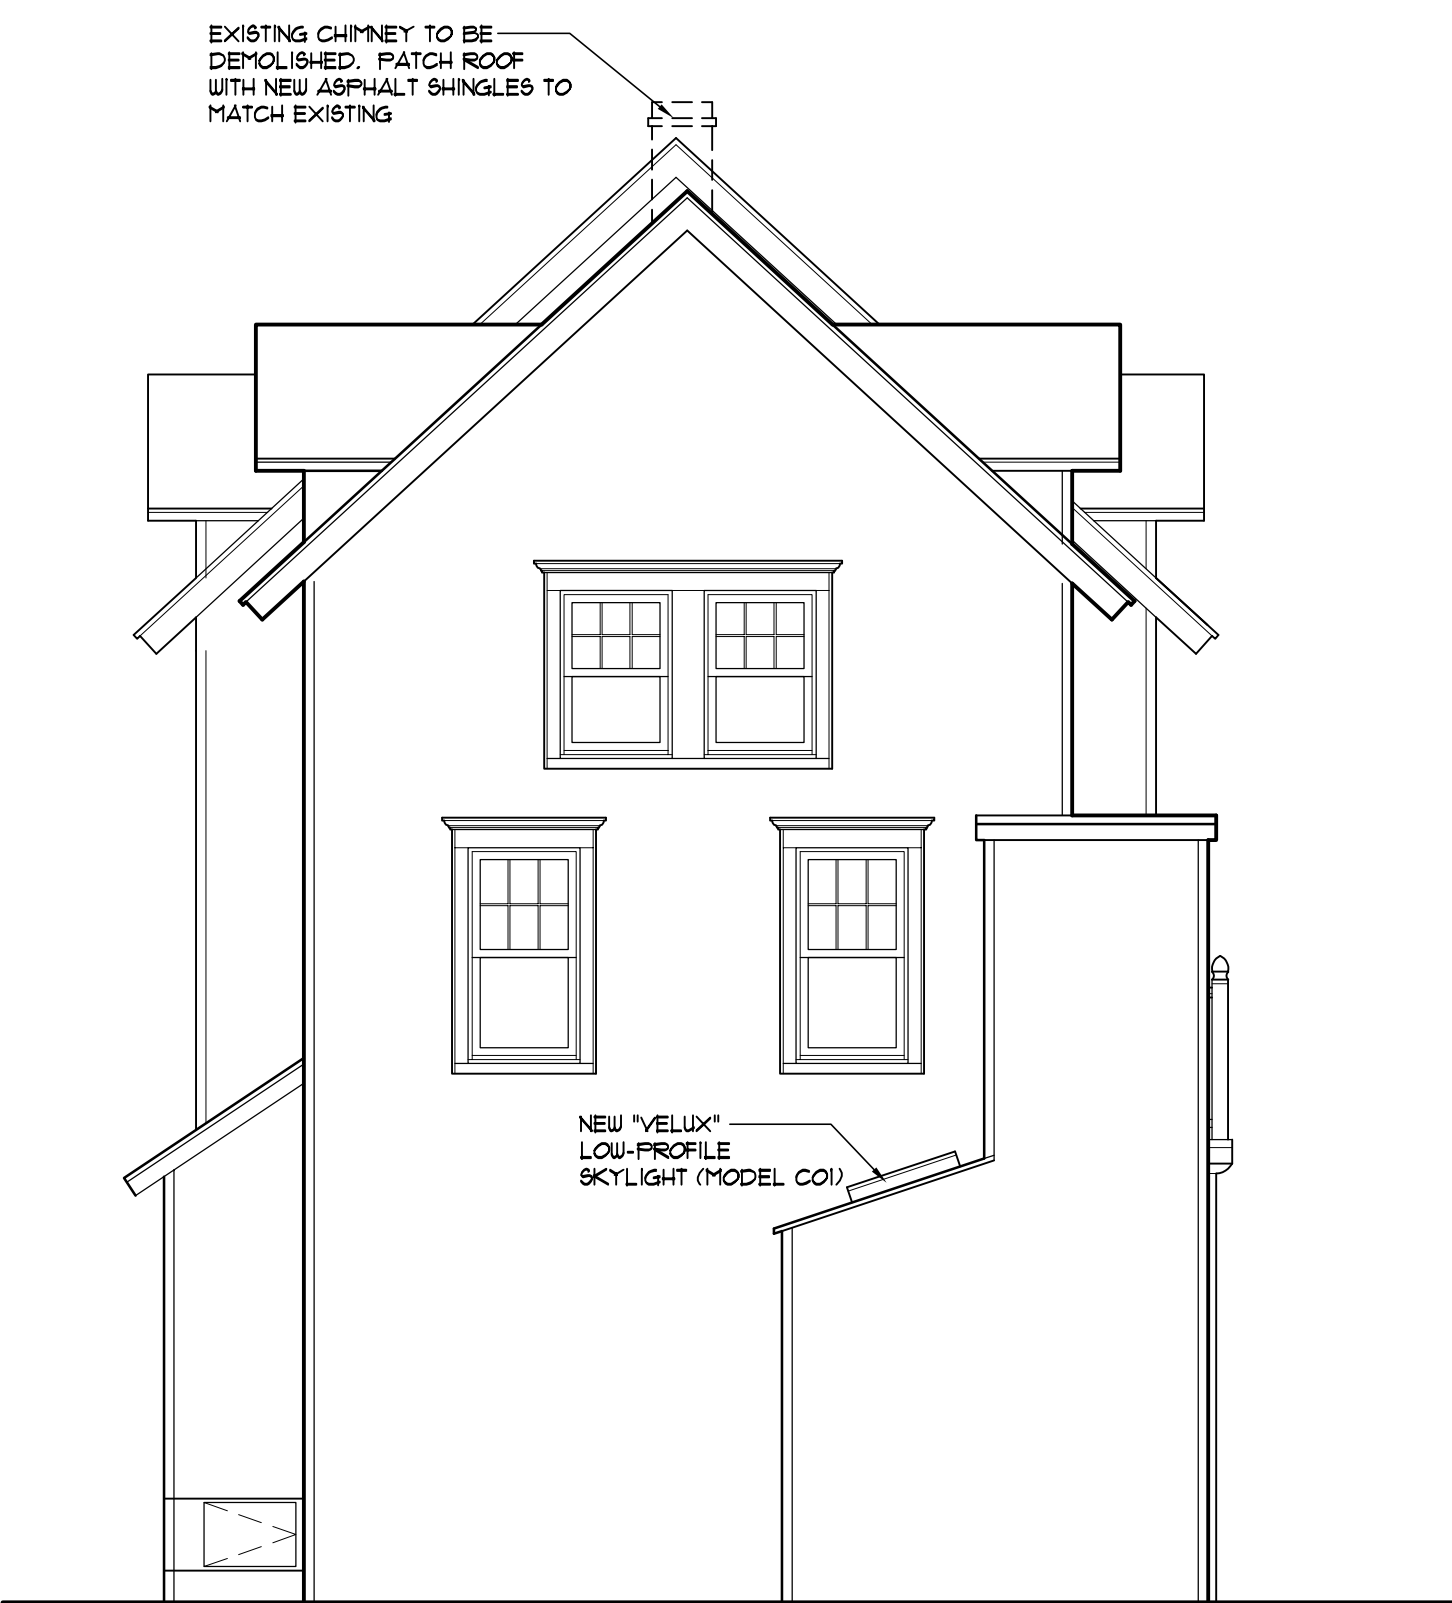 EXISTING CHIMNEY TO BE
DEMOLISHED. PATCH ROOF
WITH NEW ASPHALT SHINGLES TO
MATCH EXISTING
NEW "VELUX"
LOW-PROFILE
SKYLIGHT (MODEL C01)